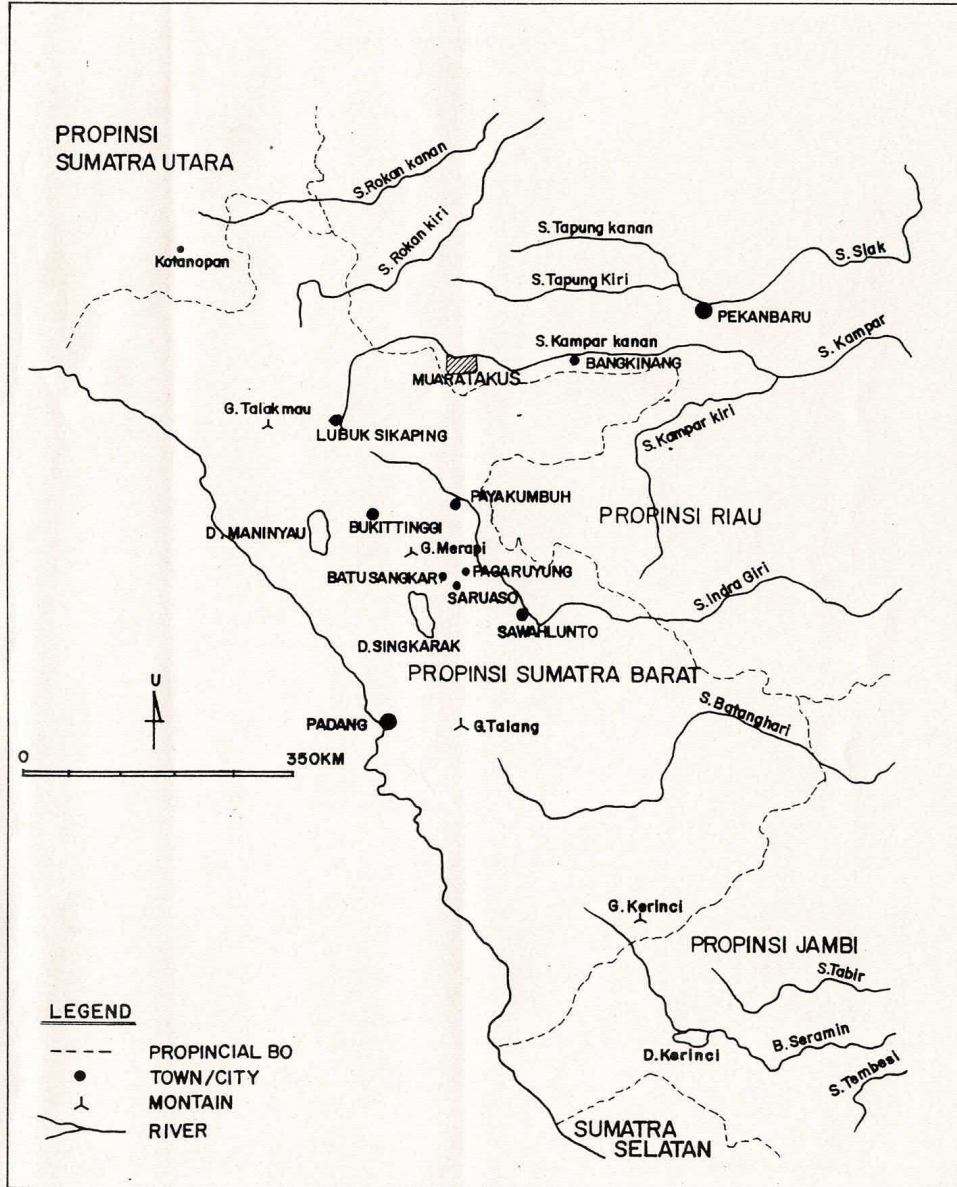 PROPINSI
SUMATRA UTARA
S.Rokan kanan
S. Rokan kiri
Kotanopan
S. Tapung kanan
S. Siak
S. Tapung Kiri
PEKANBARU
S. Kampar kanan
S. Kampar
BANGKINANG
MUARATAKUS
G. Talakmau
S. Kampar kiri
LUBUK SIKAPING
PAYAKUMBUH
PROPINSI RIAU
D. MANINYAU
BUKITTINGGI
G. Merapi
BATUSANGKAR
PAGARUYUNG
SARUASO
S. Indra Giri
SAWAHLUNTO
D. SINGKARAK
PROPINSI SUMATRA BARAT
U
S. Batanghari
PADANG
G.Talang
0
350KM
G. Kerinci
PROPINSI JAMBI
S.Tabir
LEGEND
B. Seramin
D. Kerinci
S. Tembesi
PROPINCIAL BO
TOWN/CITY
MONTAIN
RIVER
SUMATRA
SELATAN